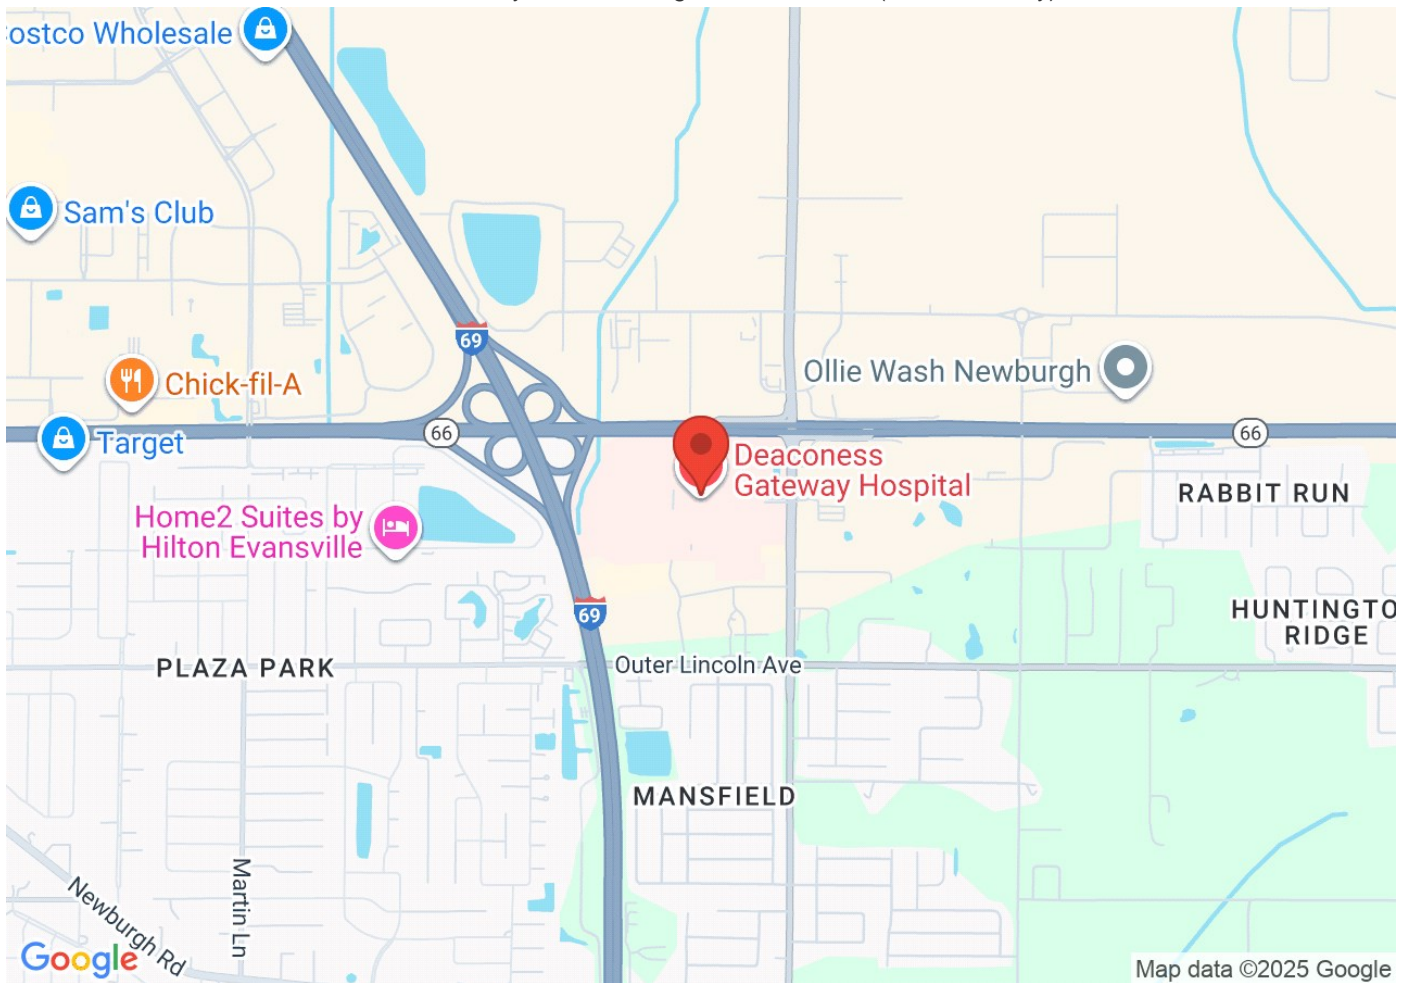 ostco Wholesale
Sam's Club
69
Ollie Wash Newburgh
Chick-fil-A
Target
66
66
Deaconess
Gateway Hospital
RABBIT RUN
Home2 Suites by
Hilton Evansville
69
HUNTINGTO
RIDGE
Outer Lincoln Ave
PLAZA PARK
MANSFIELD
Martin Ln
Newburgh Rd
Google
Map data ©2025 Google